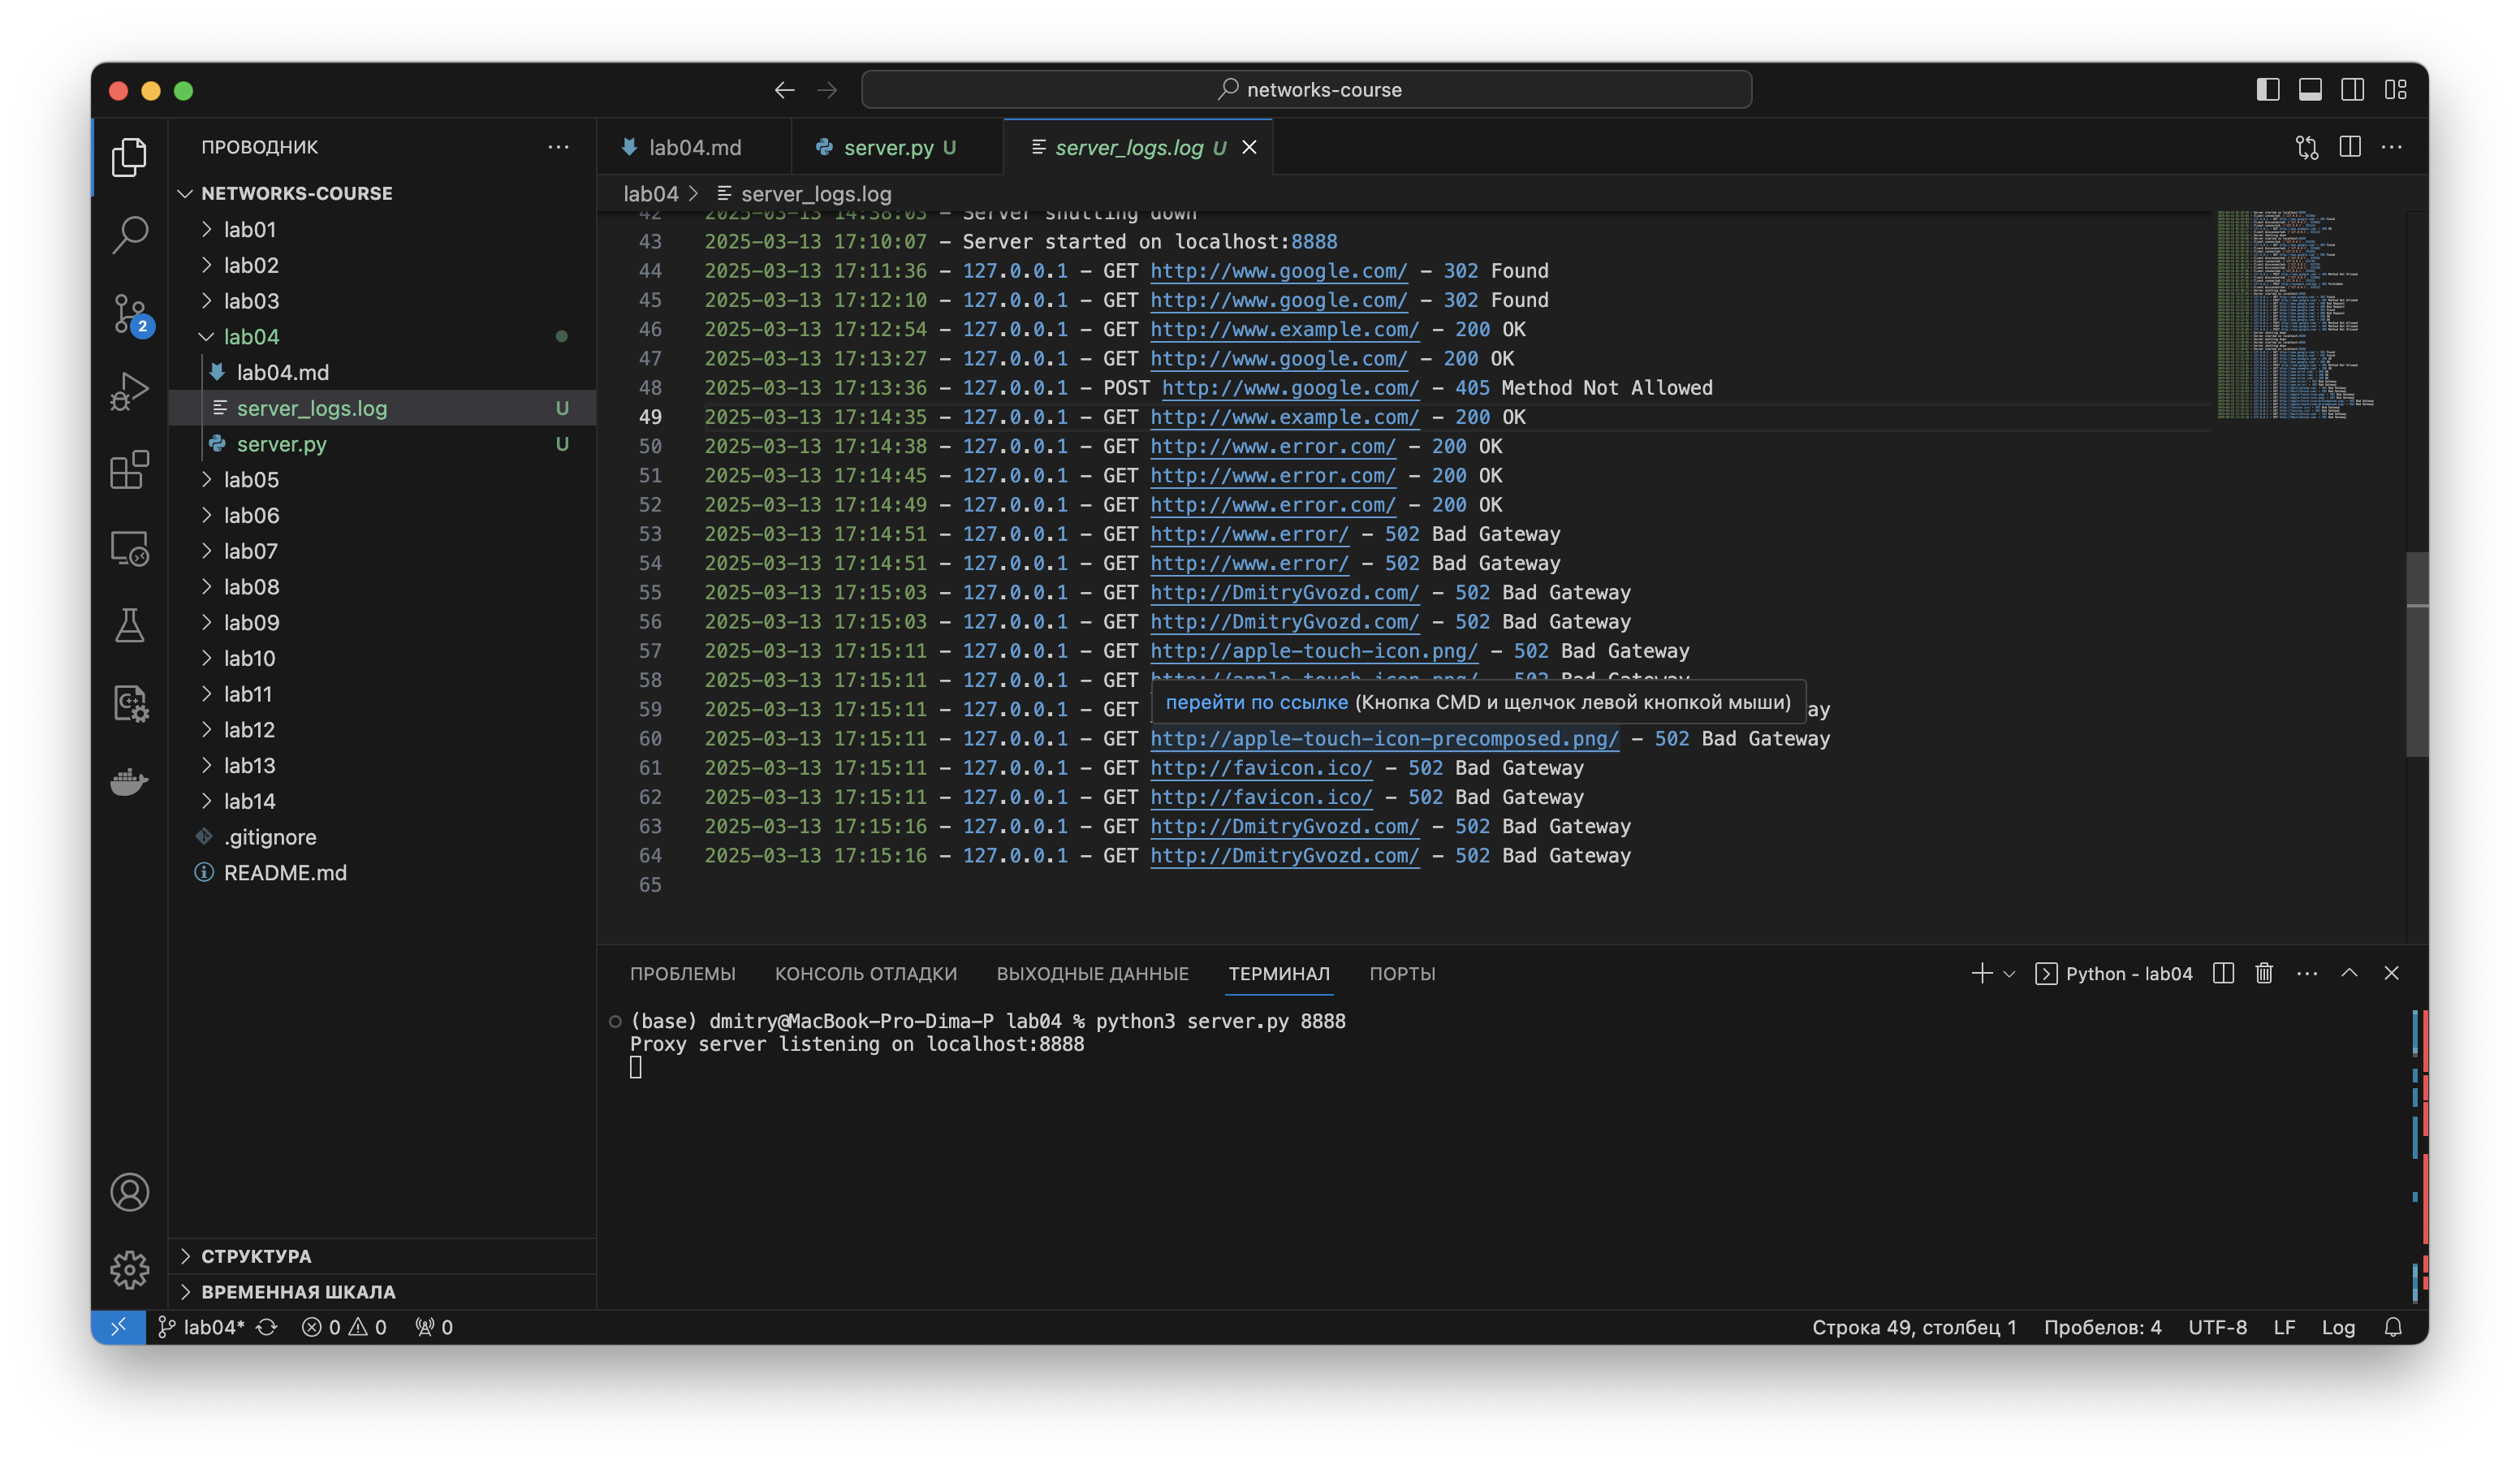 networks-course
ПРОВОДНИК
NETWORKS-COURSE
lab01
lab02
lab03
lab04
lab04.md
server_logs.log U
server.py U
lab05
lab06
lab07
lab08
lab09
lab10
lab11
lab12
lab13
lab14
.gitignore
README.md
СТРУКТУРА
ВРЕМЕННАЯ ШКАЛА
2
lab04.md
server.py U
server_logs.log U
lab04 > server_logs.log
42 2025-03-13 14:38:03 - Server shutting down
43 2025-03-13 17:10:07 - Server started on localhost:8888
44 2025-03-13 17:11:36 - 127.0.0.1 - GET http://www.google.com/ - 302 Found
45 2025-03-13 17:12:10 - 127.0.0.1 - GET http://www.google.com/ - 302 Found
46 2025-03-13 17:12:54 - 127.0.0.1 - GET http://www.example.com/ - 200 OK
47 2025-03-13 17:13:27 - 127.0.0.1 - GET http://www.google.com/ - 200 OK
48 2025-03-13 17:13:36 - 127.0.0.1 - POST http://www.google.com/ - 405 Method Not Allowed
49 2025-03-13 17:14:35 - 127.0.0.1 - GET http://www.example.com/ - 200 OK
50 2025-03-13 17:14:38 - 127.0.0.1 - GET http://www.error.com/ - 200 OK
51 2025-03-13 17:14:45 - 127.0.0.1 - GET http://www.error.com/ - 200 OK
52 2025-03-13 17:14:49 - 127.0.0.1 - GET http://www.error.com/ - 200 OK
53 2025-03-13 17:14:51 - 127.0.0.1 - GET http://www.error/ - 502 Bad Gateway
54 2025-03-13 17:14:51 - 127.0.0.1 - GET http://www.error/ - 502 Bad Gateway
55 2025-03-13 17:15:03 - 127.0.0.1 - GET http://DmitryGvozd.com/ - 502 Bad Gateway
56 2025-03-13 17:15:03 - 127.0.0.1 - GET http://DmitryGvozd.com/ - 502 Bad Gateway
57 2025-03-13 17:15:11 - 127.0.0.1 - GET http://apple-touch-icon.png/ - 502 Bad Gateway
58 2025-03-13 17:15:11 - 127.0.0.1 - GET http://apple-touch-icon.png/ - 502 Bad Gateway
перейти по ссылке (Кнопка CMD и щелчок левой кнопкой мыши)
59 2025-03-13 17:15:11 - 127.0.0.1 - GET ay
60 2025-03-13 17:15:11 - 127.0.0.1 - GET http://apple-touch-icon-precomposed.png/ - 502 Bad Gateway
61 2025-03-13 17:15:11 - 127.0.0.1 - GET http://favicon.ico/ - 502 Bad Gateway
62 2025-03-13 17:15:11 - 127.0.0.1 - GET http://favicon.ico/ - 502 Bad Gateway
63 2025-03-13 17:15:16 - 127.0.0.1 - GET http://DmitryGvozd.com/ - 502 Bad Gateway
64 2025-03-13 17:15:16 - 127.0.0.1 - GET http://DmitryGvozd.com/ - 502 Bad Gateway
65
ПРОБЛЕМЫ КОНСОЛЬ ОТЛАДКИ ВЫХОДНЫЕ ДАННЫЕ ТЕРМИНАЛ ПОРТЫ
Python - lab04
(base) dmitry@MacBook-Pro-Dima-P lab04 % python3 server.py 8888
Proxy server listening on localhost:8888
lab04* 0 0 0
Строка 49, столбец 1 Пробелов: 4 UTF-8 LF Log